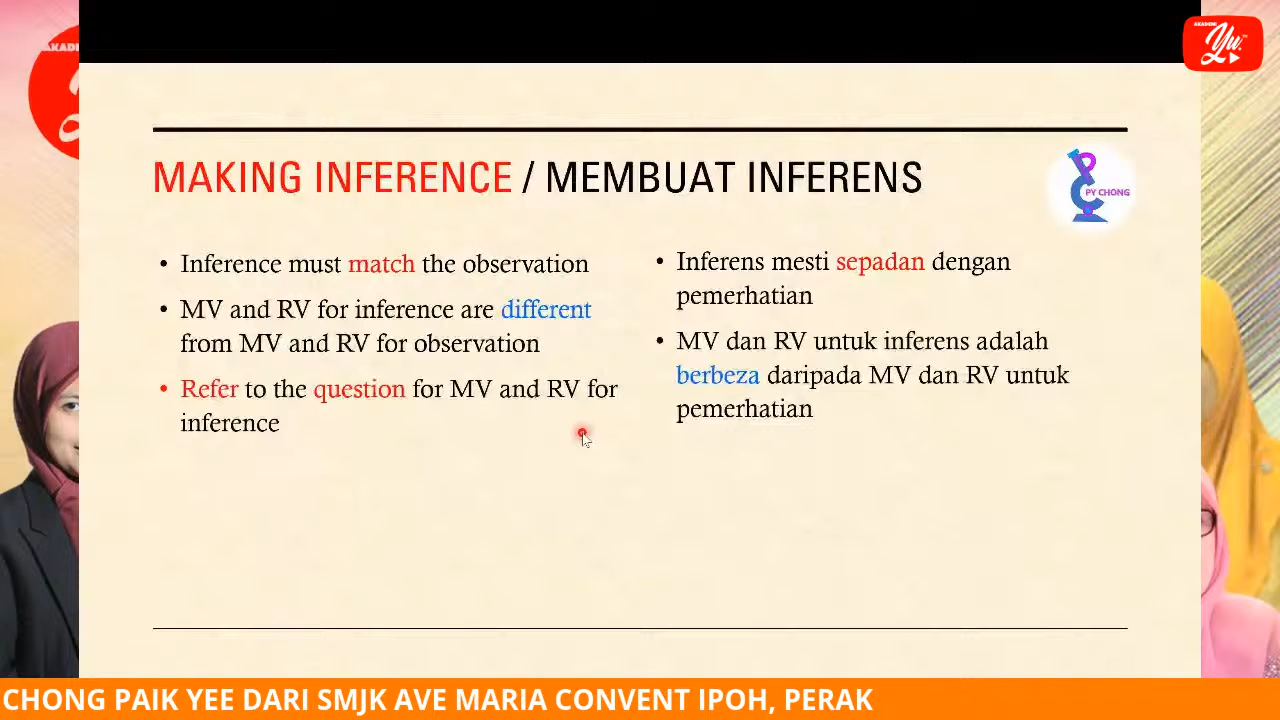 AKADEMI
Yu
MAKING INFERENCE / MEMBUAT INFERENS
PY CHONG
• Inference must match the observation
• MV and RV for inference are different
from MV and RV for observation
• Refer to the question for MV and RV for
inference
• Inferens mesti sepadan dengan
pemerhatian
• MV dan RV untuk inferens adalah
berbeza daripada MV dan RV untuk
pemerhatian
CHONG PAIK YEE DARI SMJK AVE MARIA CONVENT IPOH, PERAK